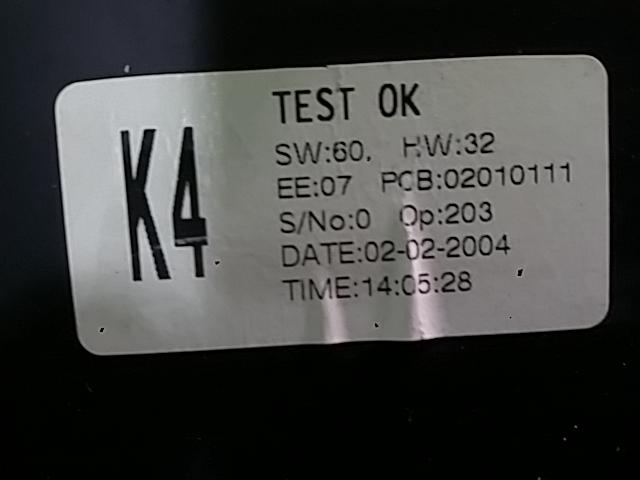 TEST OK
K4
SW:60. HW:32
EE:07 PCB:02010111
S/No:0 Op:203
DATE:02-02-2004
TIME:14:05:28